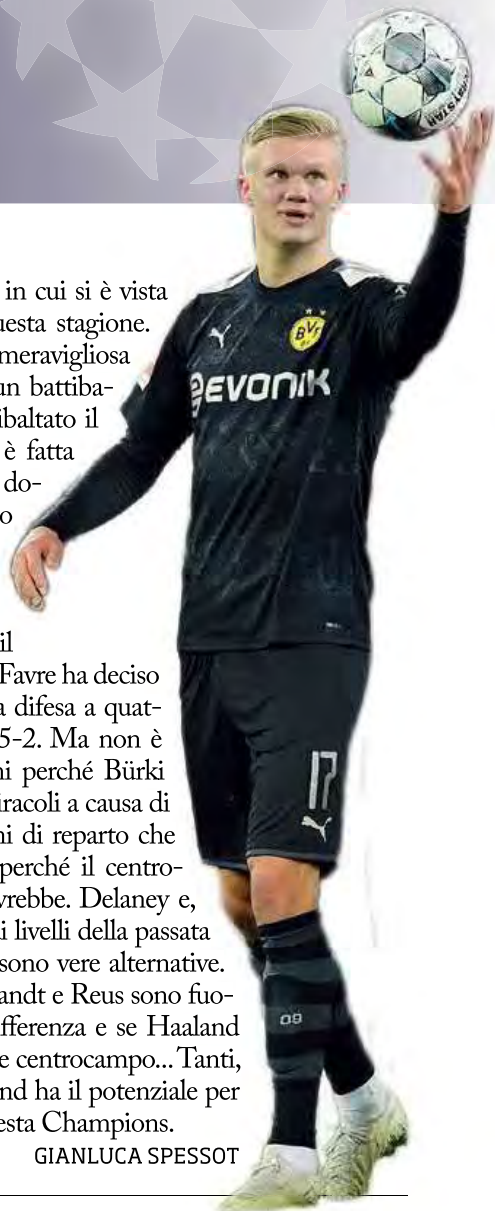 in cui si è vista
uesta stagione.
meravigliosa
un battiba-
ibaltato il
è fatta
do-
o
il
Favre ha deciso
a difesa a quat-
5-2. Ma non è
ni perché Bürki
iracoli a causa di
ni di reparto che
perché il centro-
vrebbe. Delaney e,
i livelli della passata
sono vere alternative.
andt e Reus sono fuo-
fferenza e se Haaland
e centrocampo... Tanti,
nd ha il potenziale per
esta Champions.
GIANLUCA SPESSOT
BVB
09
EVONIK
17
09